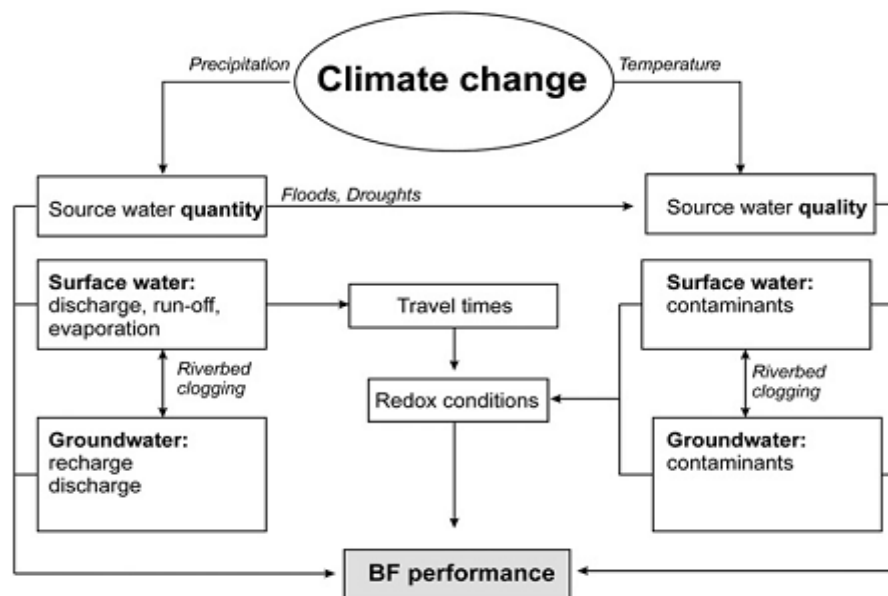 Precipitation
Climate change
Temperature
Source water quantity
Floods, Droughts
Source water quality
Surface water:
discharge, run-off,
evaporation
Travel times
Surface water:
contaminants
Riverbed
clogging
Redox conditions
Riverbed
clogging
Groundwater:
recharge
discharge
Groundwater:
contaminants
BF performance